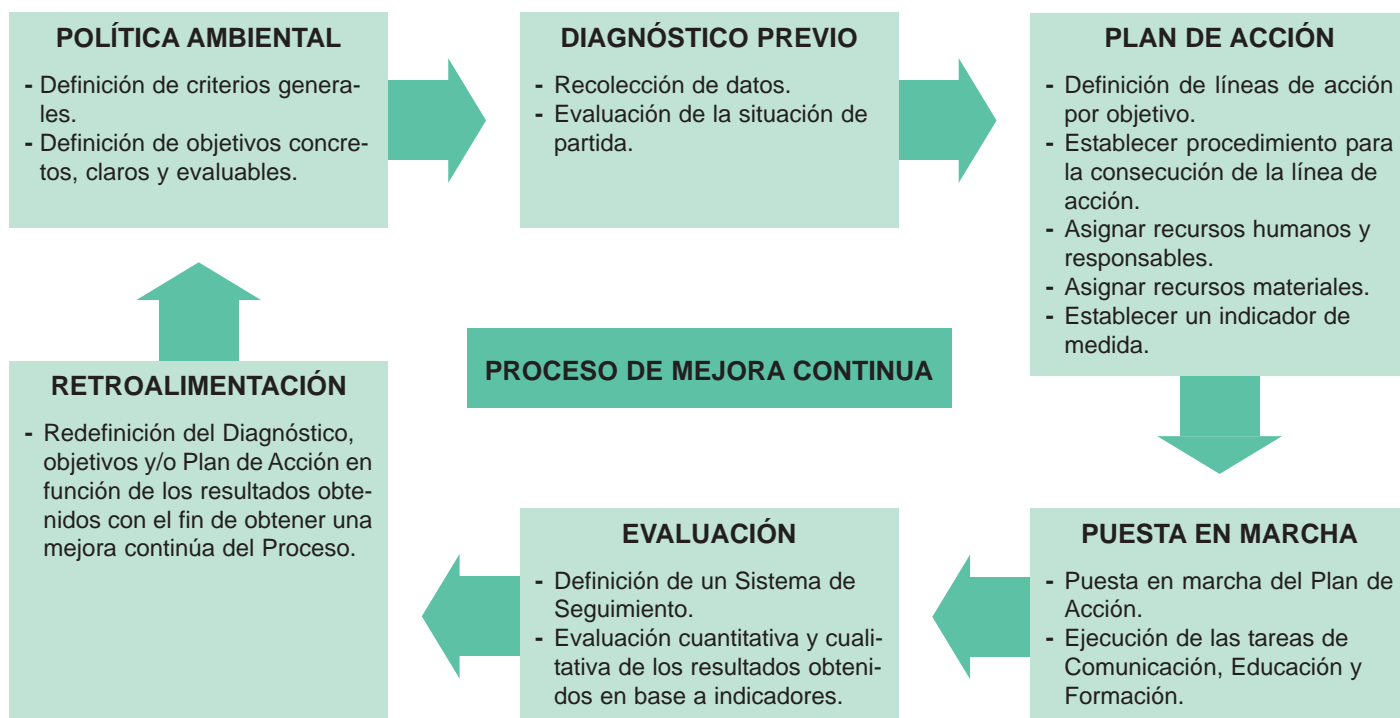 POLÍTICA AMBIENTAL
- Definición de criterios genera-
les.
- Definición de objetivos concre-
tos, claros y evaluables.
DIAGNÓSTICO PREVIO
- Recolección de datos.
- Evaluación de la situación de
partida.
PLAN DE ACCIÓN
- Definición de líneas de acción
por objetivo.
- Establecer procedimiento para
la consecución de la línea de
acción.
- Asignar recursos humanos y
responsables.
- Asignar recursos materiales.
- Establecer un indicador de
medida.
PROCESO DE MEJORA CONTINUA
RETROALIMENTACIÓN
- Redefinición del Diagnóstico,
objetivos y/o Plan de Acción en
función de los resultados obte-
nidos con el fin de obtener una
mejora continúa del Proceso.
EVALUACIÓN
- Definición de un Sistema de
Seguimiento.
- Evaluación cuantitativa y cuali-
tativa de los resultados obteni-
dos en base a indicadores.
PUESTA EN MARCHA
- Puesta en marcha del Plan de
Acción.
- Ejecución de las tareas de
Comunicación, Educación y
Formación.